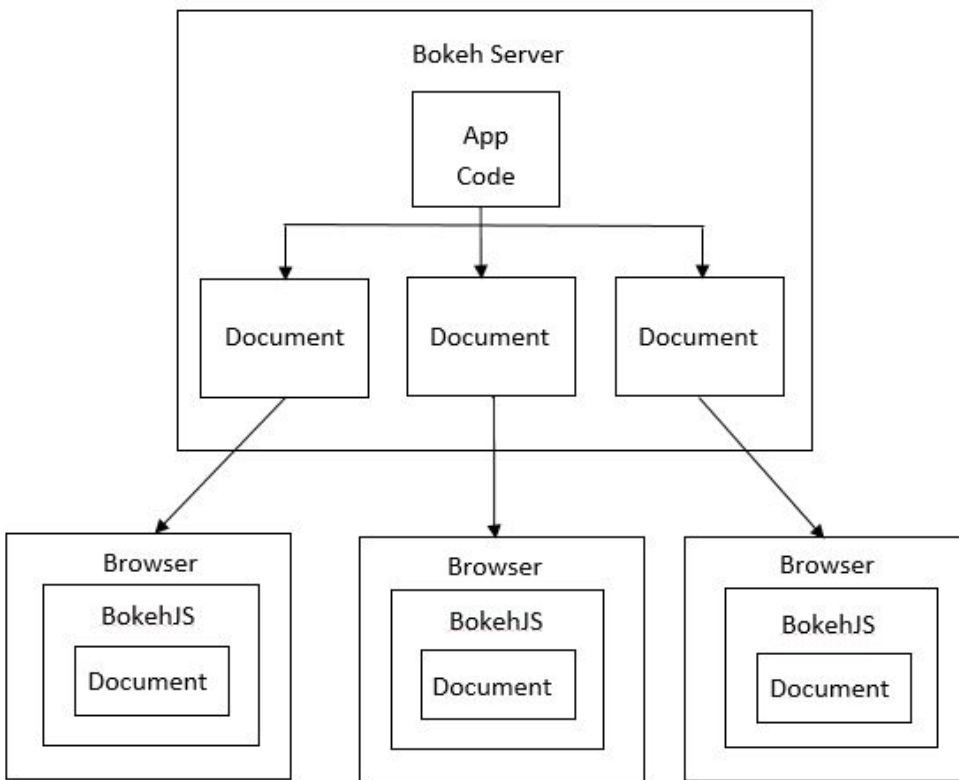 Bokeh Server
App
Code
Document
Document
Document
Browser
BokehJS
Document
Browser
BokehJS
Document
Browser
BokehJS
Document